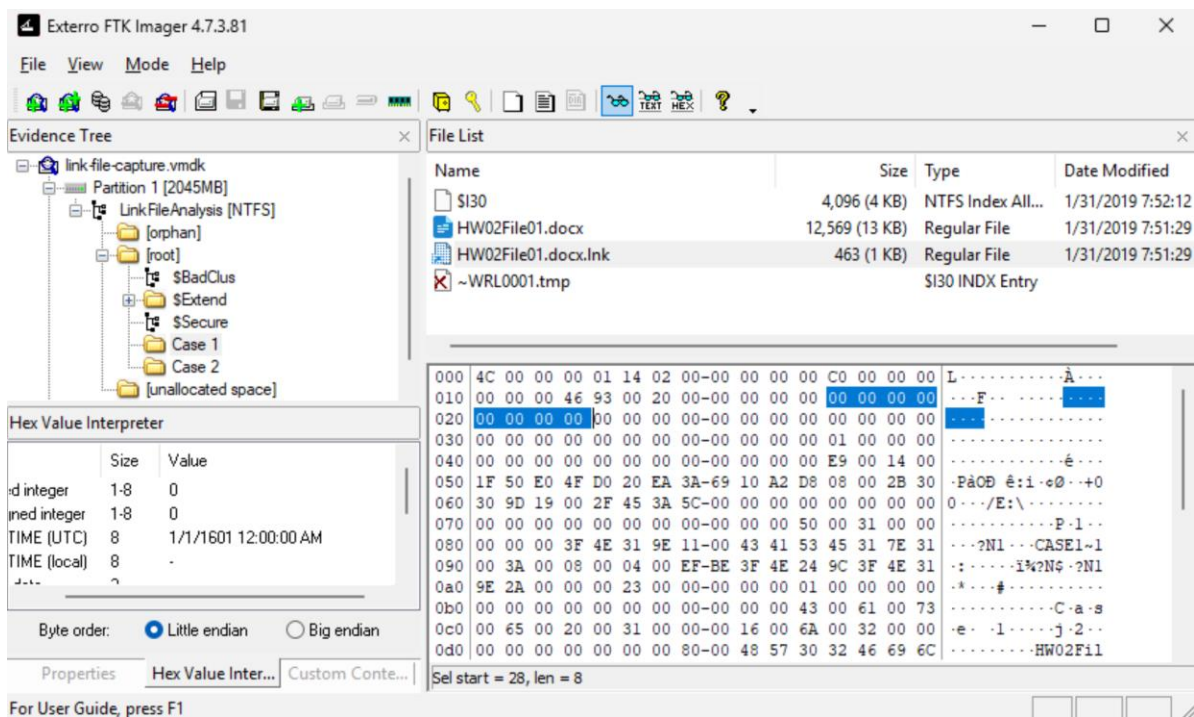 Exterro FTK Imager 4.7.3.81
File View Mode Help
TEXT HEX
Evidence Tree
link-file-capture.vmdk
Partition 1 [2045MB]
LinkFileAnalysis [NTFS]
[orphan]
[root]
$BadClus
$Extend
$Secure
Case 1
Case 2
[unallocated space]
Hex Value Interpreter
Size Value
d integer 1-8 0
ned integer 1-8 0
TIME (UTC) 8 1/1/1601 12:00:00 AM
TIME (local) 8 -
Byte order: Little endian Big endian
Properties Hex Value Inter... Custom Conte...
File List
Name Size Type Date Modified
$I30 4,096 (4 KB) NTFS Index All... 1/31/2019 7:52:12
HW02File01.docx 12,569 (13 KB) Regular File 1/31/2019 7:51:29
HW02File01.docx.lnk 463 (1 KB) Regular File 1/31/2019 7:51:29
~WRL0001.tmp $I30 INDX Entry
000 4C 00 00 00 01 14 02 00-00 00 00 00 C0 00 00 00 L···········À···
010 00 00 00 46 93 00 20 00-00 00 00 00 00 00 00 00 ···F·· ·········
020 00 00 00 00 00 00 00 00-00 00 00 00 00 00 00 00 ················
030 00 00 00 00 00 00 00 00-00 00 00 00 01 00 00 00 ················
040 00 00 00 00 00 00 00 00-00 00 00 00 E9 00 14 00 ············é···
050 1F 50 E0 4F D0 20 EA 3A-69 10 A2 D8 08 00 2B 30 ·PàOÐ ê:i·¢Ø··+0
060 30 9D 19 00 2F 45 3A 5C-00 00 00 00 00 00 00 00 0···/E:\········
070 00 00 00 00 00 00 00 00-00 00 00 00 50 00 31 00 00 ············P·1··
080 00 00 00 3F 4E 31 9E 11-00 43 41 53 45 31 7E 31 ···?N1···CASE1~1
090 00 3A 00 08 00 04 00 EF-BE 3F 4E 24 9C 3F 4E 31 ·:·····ï¾?N$·?N1
0a0 9E 2A 00 00 00 23 00 00-00 00 00 01 00 00 00 00 ·*···#··········
0b0 00 00 00 00 00 00 00 00-00 00 00 43 00 61 00 73 ···········C·a·s
0c0 00 65 00 20 00 31 00 00-00 16 00 6A 00 32 00 00 ·e· ·1·····j·2··
0d0 00 00 00 00 00 00 00 80-00 48 57 30 32 46 69 6C ·········HW02Fil
Sel start = 28, len = 8
For User Guide, press F1